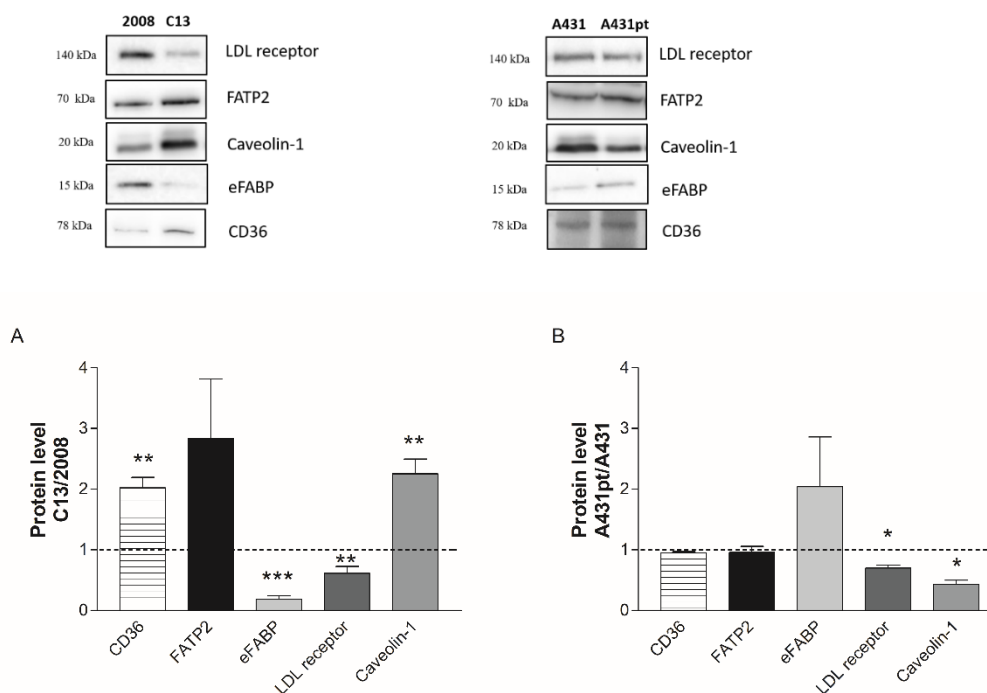 2008 C13
140 kDa LDL receptor
70 kDa FATP2
20 kDa Caveolin-1
15 kDa eFABP
78 kDa CD36
A431 A431pt
140 kDa LDL receptor
70 kDa FATP2
20 kDa Caveolin-1
15 kDa eFABP
78 kDa CD36
A
Protein level
C13/2008
4
3
2
1
0
**
***
**
**
CD36
FATP2
eFABP
LDL receptor
Caveolin-1
B
Protein level
A431pt/A431
4
3
2
1
0
*
*
CD36
FATP2
eFABP
LDL receptor
Caveolin-1